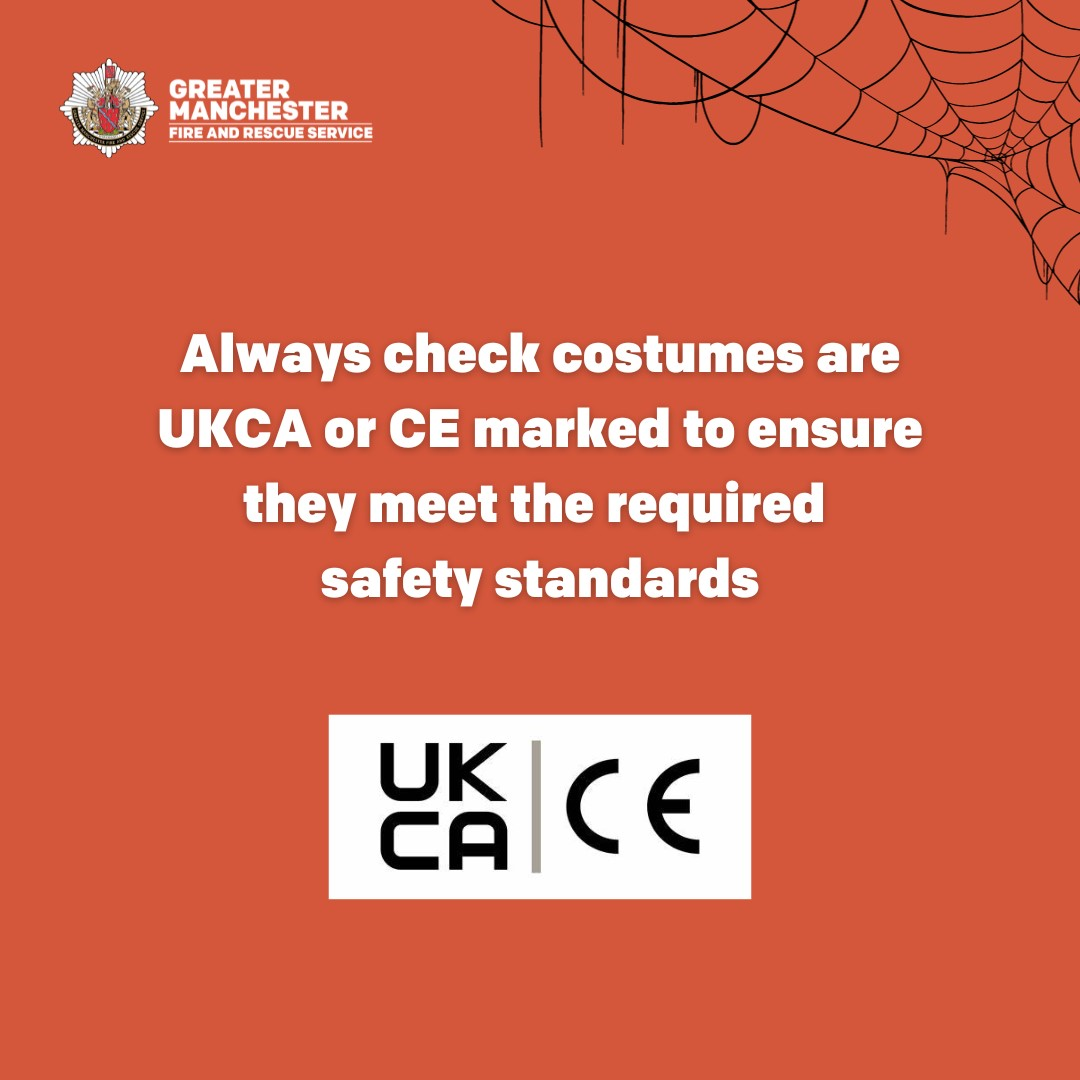 GREATER
MANCHESTER
FIRE AND RESCUE SERVICE
Always check costumes are
UKCA or CE marked to ensure
they meet the required
safety standards
UK
CA
CE